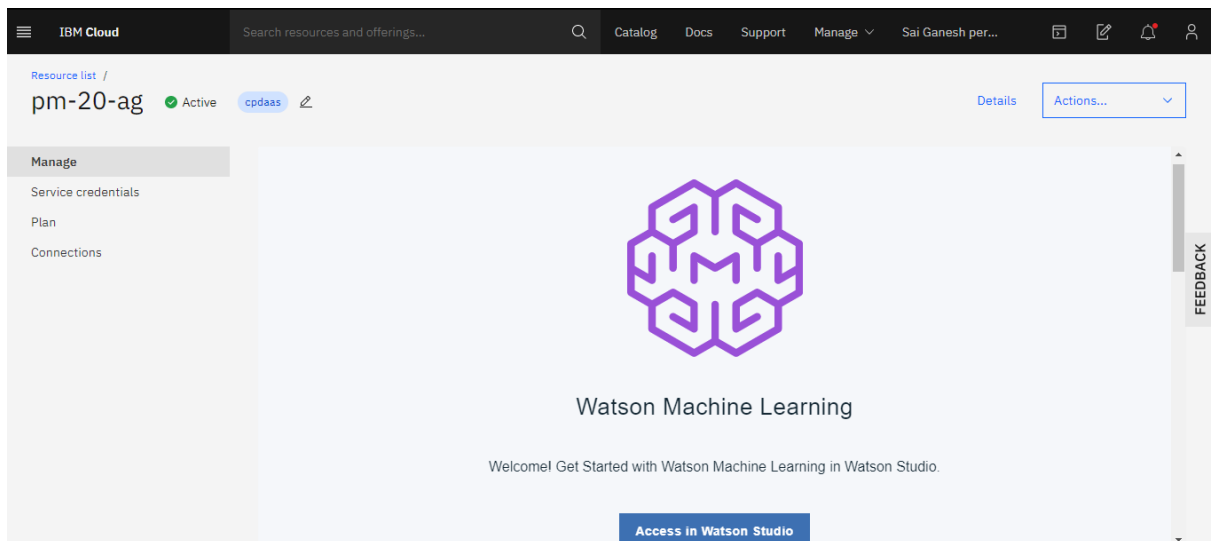 IBM Cloud Search resources and offerings... Catalog Docs Support Manage Sai Ganesh per...
Resource list /
pm-20-ag Active cpdaas Details Actions...
Manage
Service credentials
Plan
Connections
Watson Machine Learning
Welcome! Get Started with Watson Machine Learning in Watson Studio.
Access in Watson Studio
FEEDBACK